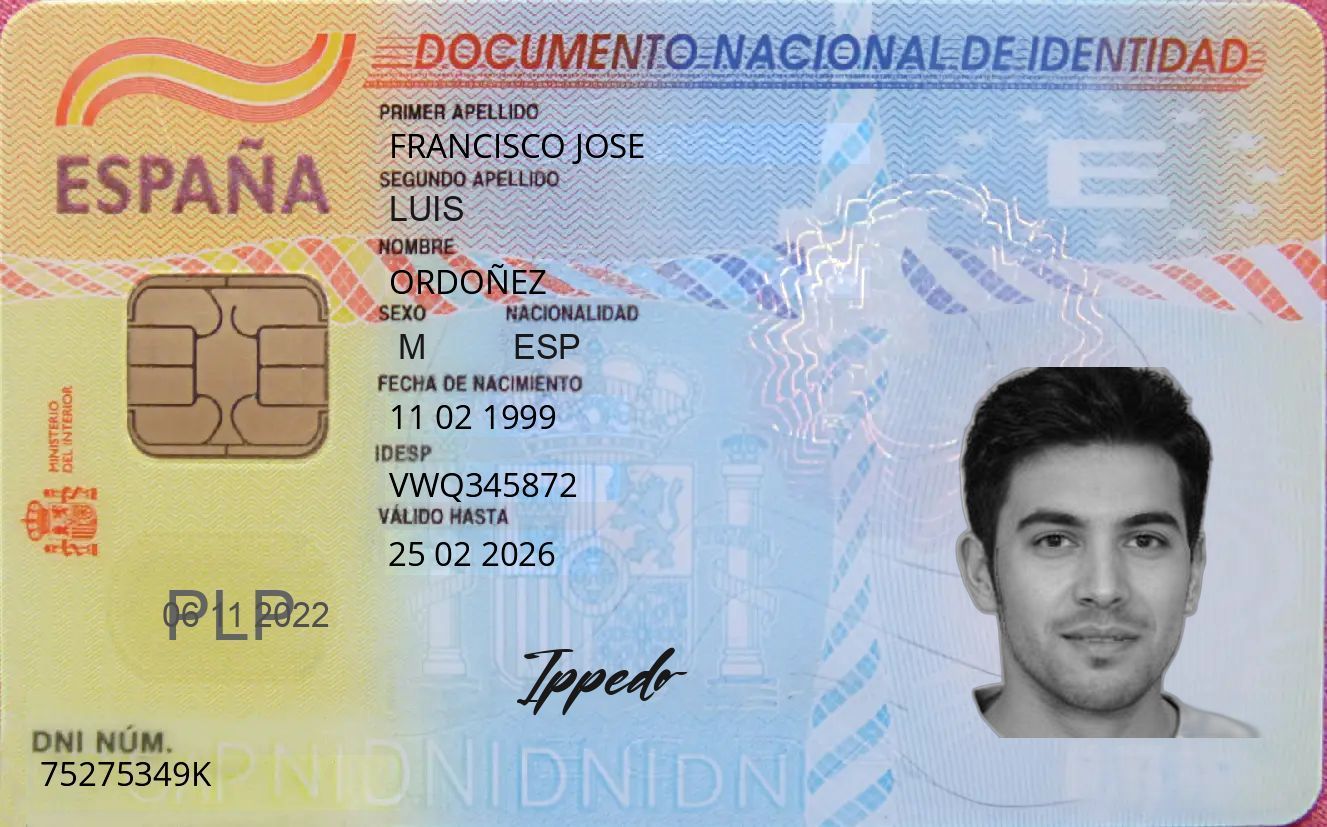 DOCUMENTO NACIONAL DE IDENTIDAD
ESPAÑA
PRIMER APELLIDO
FRANCISCO JOSE
SEGUNDO APELLIDO
LUIS
NOMBRE
ORDOÑEZ
SEXO NACIONALIDAD
M ESP
FECHA DE NACIMIENTO
11 02 1999
IDESP
VWQ345872
VÁLIDO HASTA
25 02 2026
MINISTERIO
DEL INTERIOR
E
PLP
06 11 2022
Ippedo
DNI NÚM.
75275349K
DNIDNIDNIDN